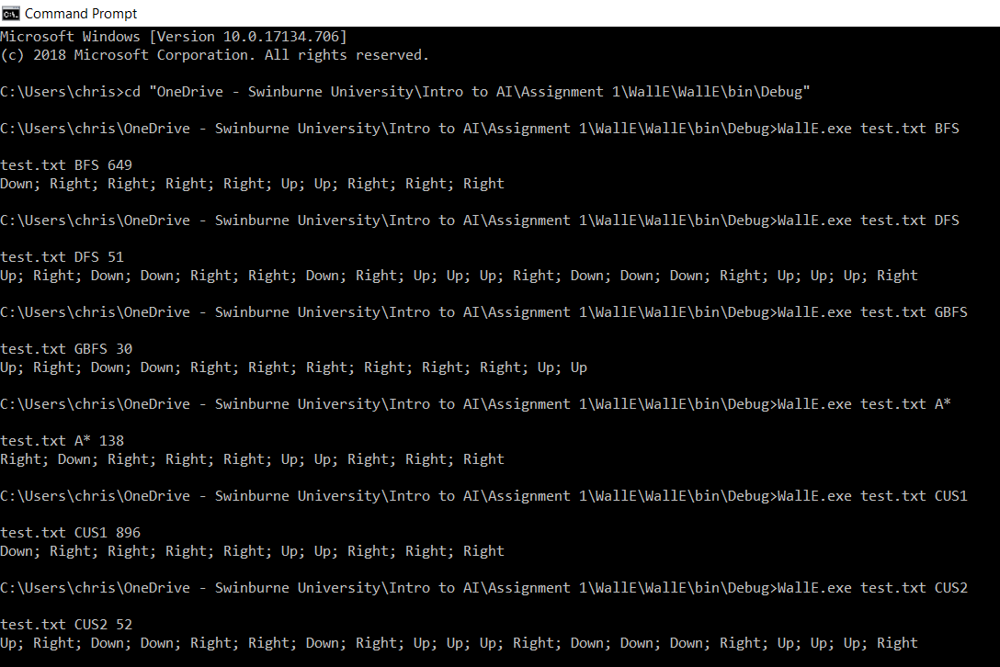 Command Prompt
Microsoft Windows [Version 10.0.17134.706]
(c) 2018 Microsoft Corporation. All rights reserved.
C:\Users\chris>cd "OneDrive - Swinburne University\Intro to AI\Assignment 1\WallE\WallE\bin\Debug"
C:\Users\chris\OneDrive - Swinburne University\Intro to AI\Assignment 1\WallE\WallE\bin\Debug>WallE.exe test.txt BFS
test.txt BFS 649
Down; Right; Right; Right; Right; Up; Up; Right; Right; Right
C:\Users\chris\OneDrive - Swinburne University\Intro to AI\Assignment 1\WallE\WallE\bin\Debug>WallE.exe test.txt DFS
test.txt DFS 51
Up; Right; Down; Down; Right; Right; Down; Right; Up; Up; Up; Right; Down; Down; Down; Right; Up; Up; Up; Right
C:\Users\chris\OneDrive - Swinburne University\Intro to AI\Assignment 1\WallE\WallE\bin\Debug>WallE.exe test.txt GBFS
test.txt GBFS 30
Up; Right; Down; Down; Right; Right; Right; Right; Right; Right; Up; Up
C:\Users\chris\OneDrive - Swinburne University\Intro to AI\Assignment 1\WallE\WallE\bin\Debug>WallE.exe test.txt A*
test.txt A* 138
Right; Down; Right; Right; Right; Up; Up; Right; Right; Right
C:\Users\chris\OneDrive - Swinburne University\Intro to AI\Assignment 1\WallE\WallE\bin\Debug>WallE.exe test.txt CUS1
test.txt CUS1 896
Down; Right; Right; Right; Right; Up; Up; Right; Right; Right
C:\Users\chris\OneDrive - Swinburne University\Intro to AI\Assignment 1\WallE\WallE\bin\Debug>WallE.exe test.txt CUS2
test.txt CUS2 52
Up; Right; Down; Down; Right; Right; Down; Right; Up; Up; Up; Right; Down; Down; Down; Right; Up; Up; Up; Right